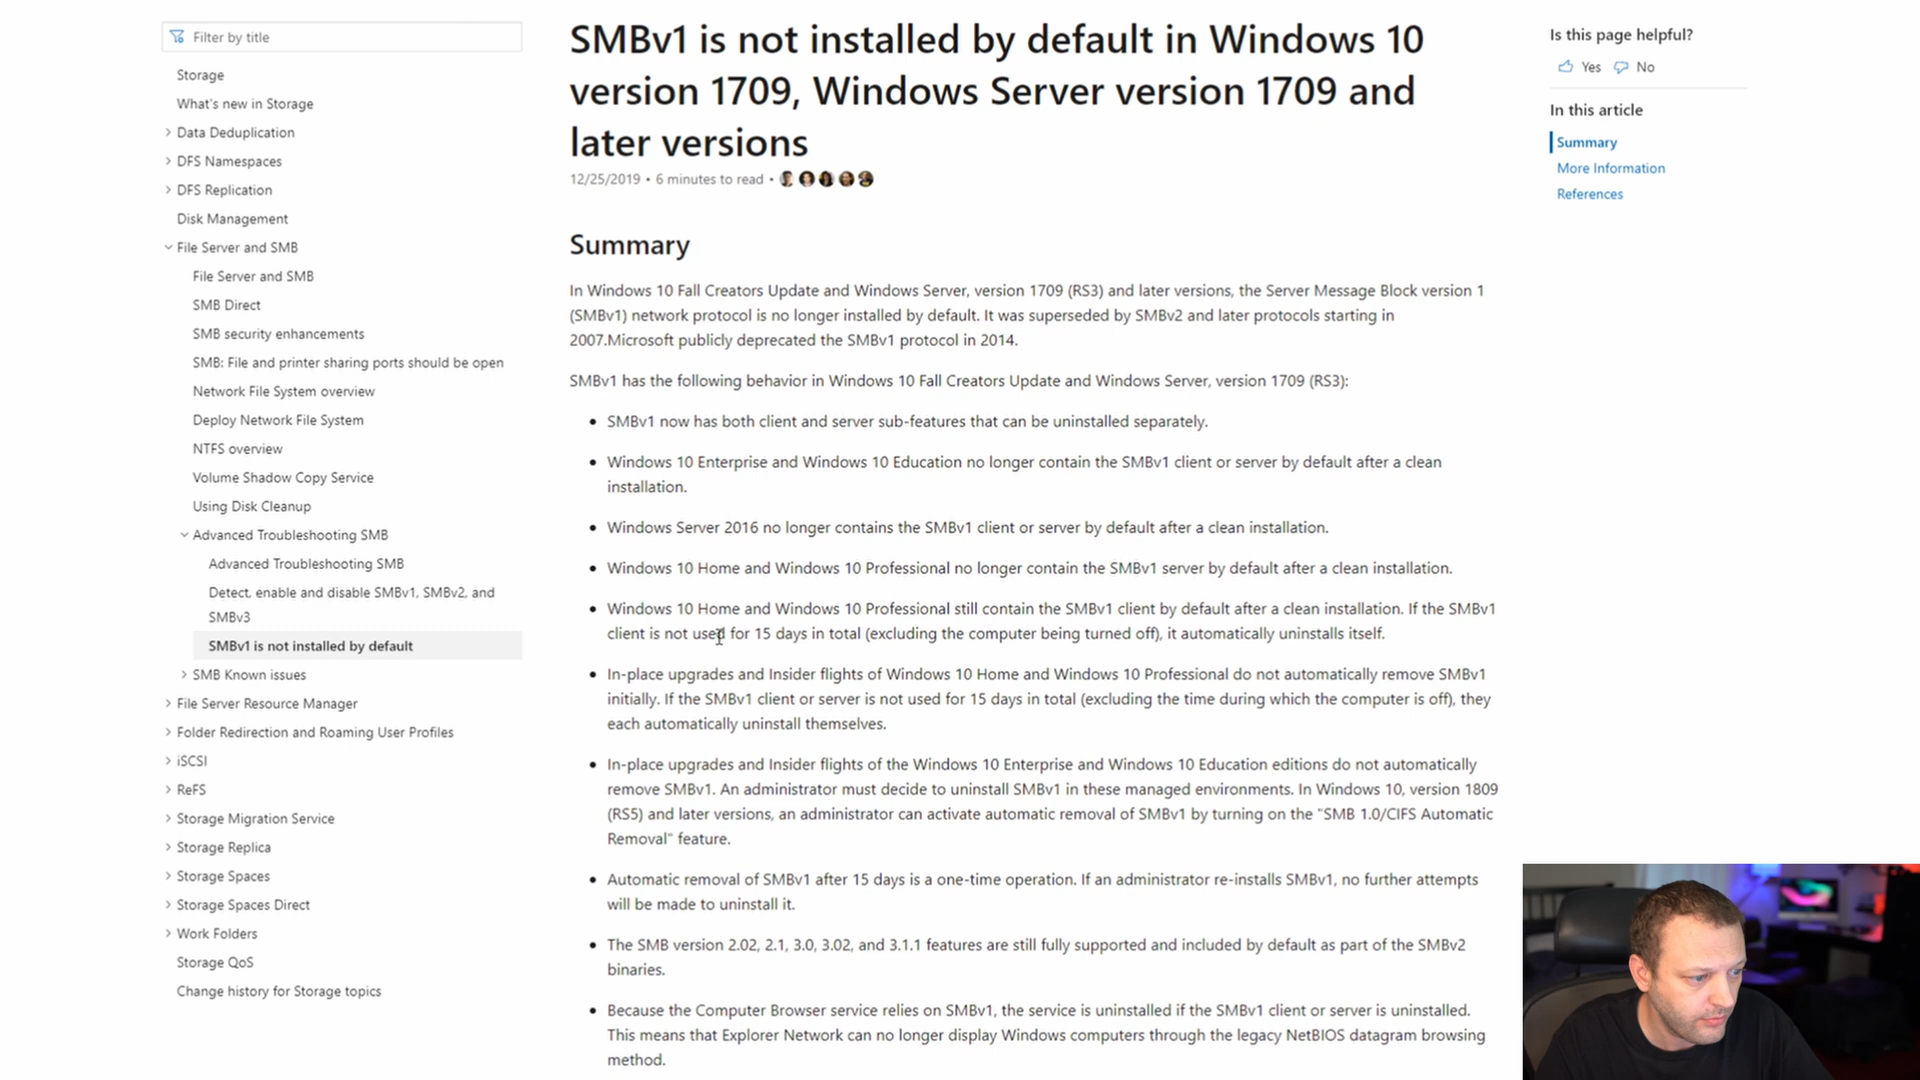 Filter by title
Storage
What's new in Storage
Data Deduplication
DFS Namespaces
DFS Replication
Disk Management
File Server and SMB
File Server and SMB
SMB Direct
SMB security enhancements
SMB: File and printer sharing ports should be open
Network File System overview
Deploy Network File System
NTFS overview
Volume Shadow Copy Service
Using Disk Cleanup
Advanced Troubleshooting SMB
Advanced Troubleshooting SMB
Detect, enable and disable SMBv1, SMBv2, and
SMBv3
SMBv1 is not installed by default
SMB Known issues
File Server Resource Manager
Folder Redirection and Roaming User Profiles
iSCSI
ReFS
Storage Migration Service
Storage Replica
Storage Spaces
Storage Spaces Direct
Work Folders
Storage QoS
Change history for Storage topics
SMBv1 is not installed by default in Windows 10
version 1709, Windows Server version 1709 and
later versions
12/25/2019 • 6 minutes to read •
Summary
In Windows 10 Fall Creators Update and Windows Server, version 1709 (RS3) and later versions, the Server Message Block version 1
(SMBv1) network protocol is no longer installed by default. It was superseded by SMBv2 and later protocols starting in
2007.Microsoft publicly deprecated the SMBv1 protocol in 2014.
SMBv1 has the following behavior in Windows 10 Fall Creators Update and Windows Server, version 1709 (RS3):
• SMBv1 now has both client and server sub-features that can be uninstalled separately.
• Windows 10 Enterprise and Windows 10 Education no longer contain the SMBv1 client or server by default after a clean
installation.
• Windows Server 2016 no longer contains the SMBv1 client or server by default after a clean installation.
• Windows 10 Home and Windows 10 Professional no longer contain the SMBv1 server by default after a clean installation.
• Windows 10 Home and Windows 10 Professional still contain the SMBv1 client by default after a clean installation. If the SMBv1
client is not used for 15 days in total (excluding the computer being turned off), it automatically uninstalls itself.
• In-place upgrades and Insider flights of Windows 10 Home and Windows 10 Professional do not automatically remove SMBv1
initially. If the SMBv1 client or server is not used for 15 days in total (excluding the time during which the computer is off), they
each automatically uninstall themselves.
• In-place upgrades and Insider flights of the Windows 10 Enterprise and Windows 10 Education editions do not automatically
remove SMBv1. An administrator must decide to uninstall SMBv1 in these managed environments. In Windows 10, version 1809
(RS5) and later versions, an administrator can activate automatic removal of SMBv1 by turning on the "SMB 1.0/CIFS Automatic
Removal" feature.
• Automatic removal of SMBv1 after 15 days is a one-time operation. If an administrator re-installs SMBv1, no further attempts
will be made to uninstall it.
• The SMB version 2.02, 2.1, 3.0, 3.02, and 3.1.1 features are still fully supported and included by default as part of the SMBv2
binaries.
• Because the Computer Browser service relies on SMBv1, the service is uninstalled if the SMBv1 client or server is uninstalled.
This means that Explorer Network can no longer display Windows computers through the legacy NetBIOS datagram browsing
method.
Is this page helpful?
Yes No
In this article
Summary
More Information
References